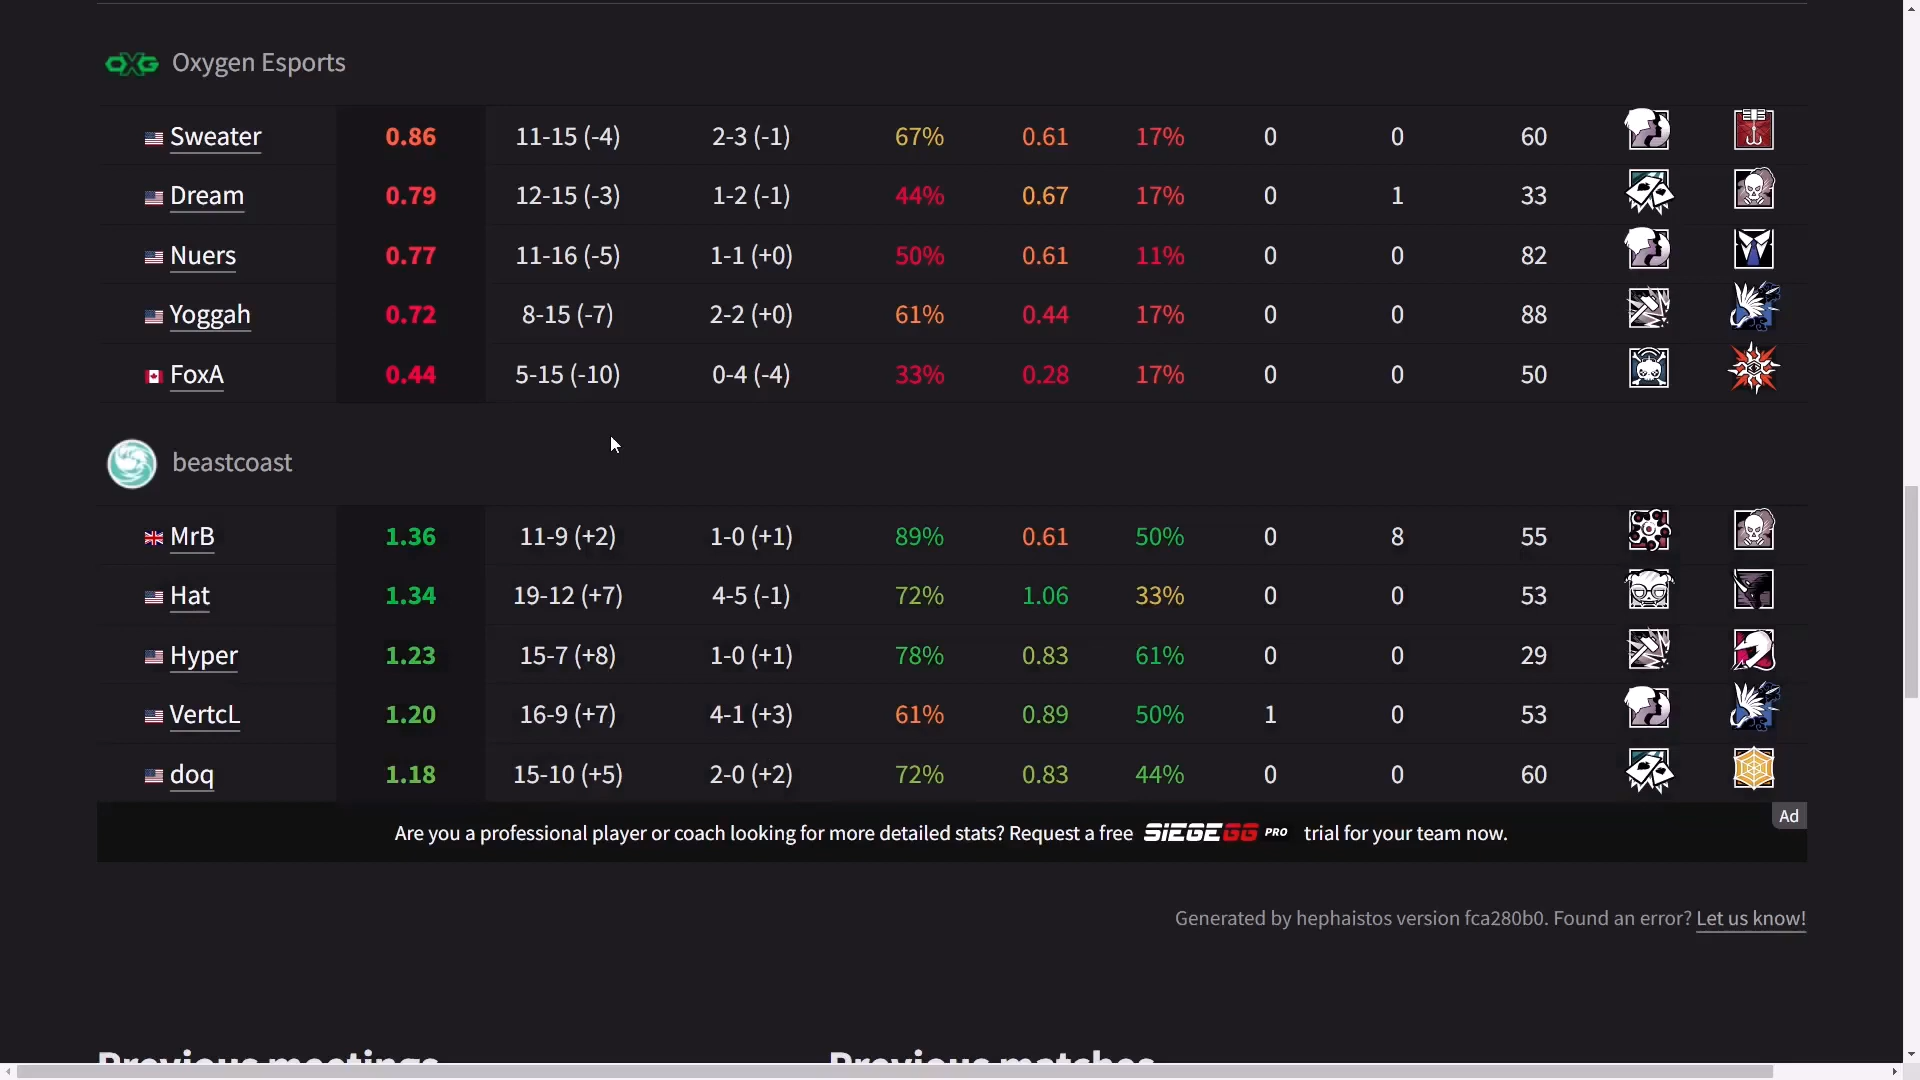 OXG Oxygen Esports
Sweater 0.86 11-15 (-4) 2-3 (-1) 67% 0.61 17% 0 0 60
Dream 0.79 12-15 (-3) 1-2 (-1) 44% 0.67 17% 0 1 33
Nuers 0.77 11-16 (-5) 1-1 (+0) 50% 0.61 11% 0 0 82
Yoggah 0.72 8-15 (-7) 2-2 (+0) 61% 0.44 17% 0 0 88
FoxA 0.44 5-15 (-10) 0-4 (-4) 33% 0.28 17% 0 0 50
beastcoast
MrB 1.36 11-9 (+2) 1-0 (+1) 89% 0.61 50% 0 8 55
Hat 1.34 19-12 (+7) 4-5 (-1) 72% 1.06 33% 0 0 53
Hyper 1.23 15-7 (+8) 1-0 (+1) 78% 0.83 61% 0 0 29
VertcL 1.20 16-9 (+7) 4-1 (+3) 61% 0.89 50% 1 0 53
doq 1.18 15-10 (+5) 2-0 (+2) 72% 0.83 44% 0 0 60
Ad
Are you a professional player or coach looking for more detailed stats? Request a free SIEGEGG PRO trial for your team now.
Generated by hephaistos version fca280b0. Found an error? Let us know!
Previous meetings Previous matches